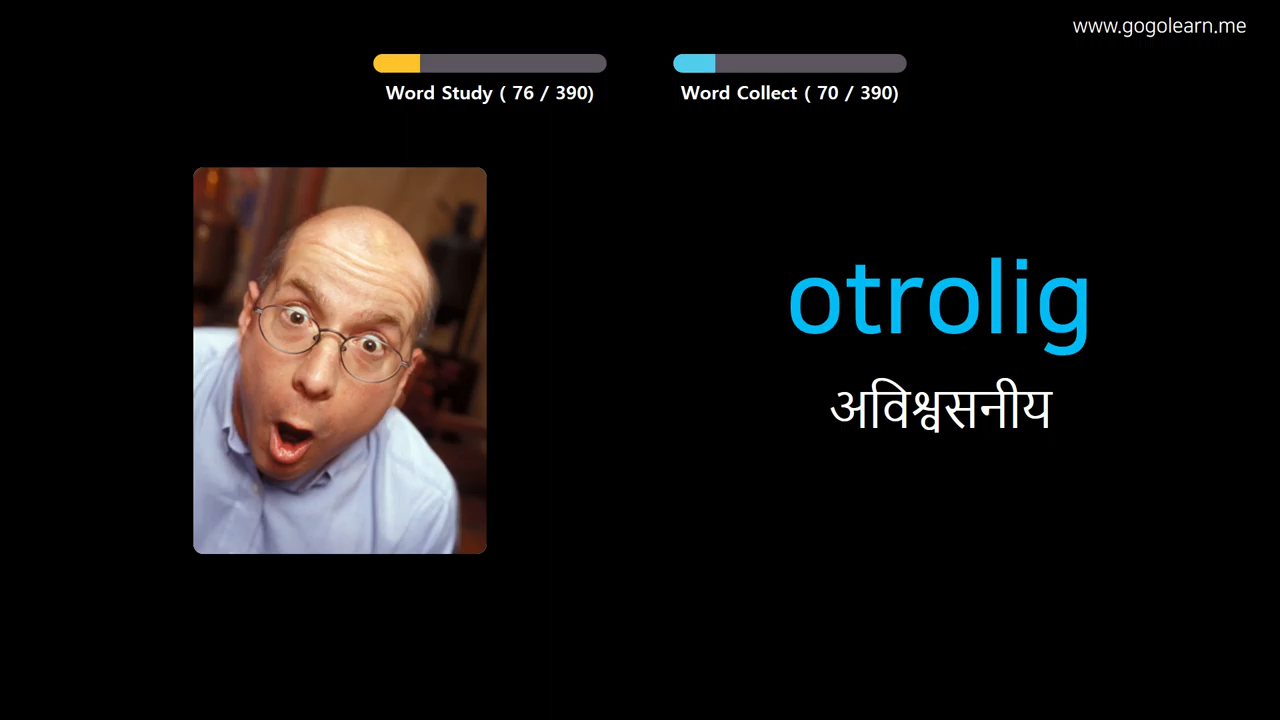 www.gogolearn.me
Word Study ( 76 / 390)
Word Collect ( 70 / 390)
otrolig
अविश्वसनीय